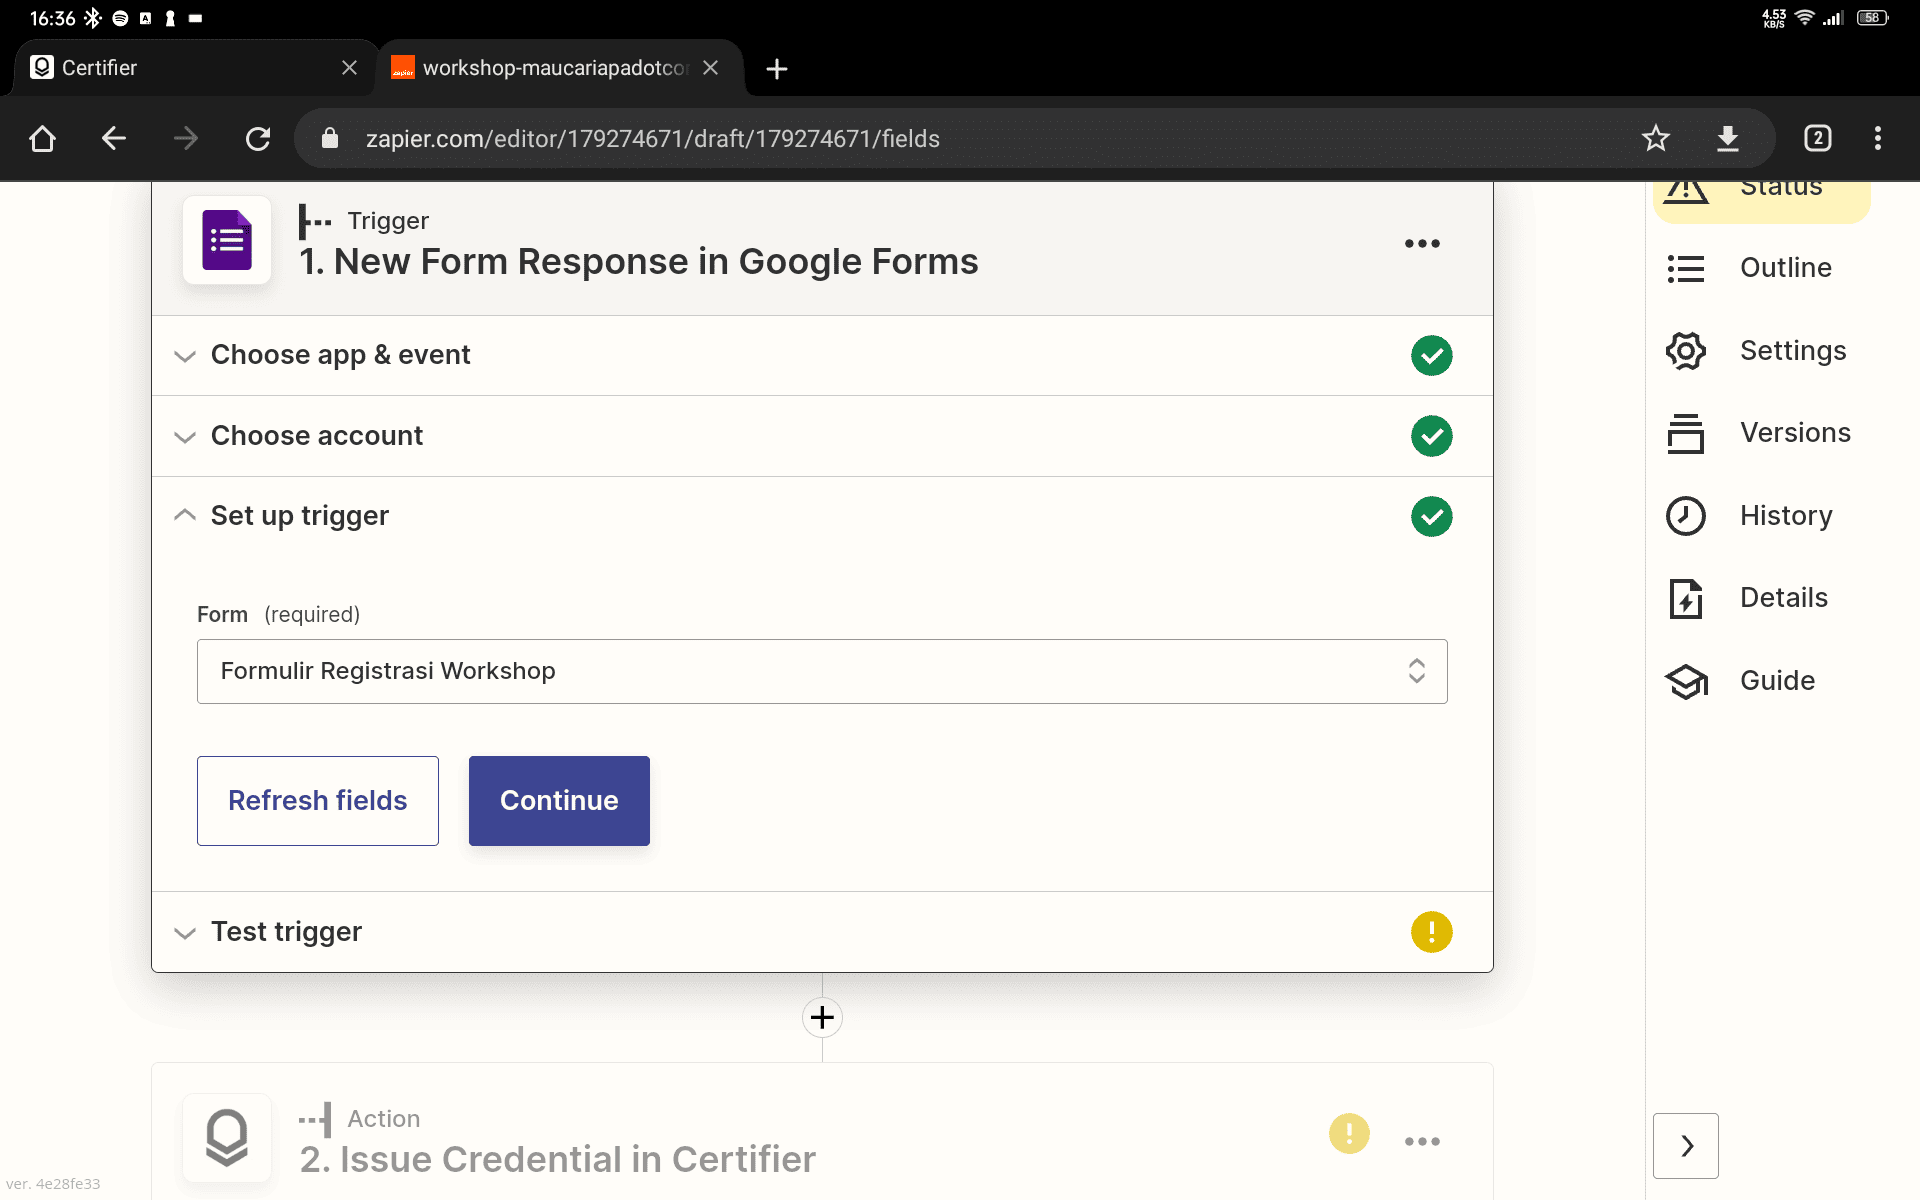 16:36
4.53
KB/S
58
Certifier
workshop-maucariapadotcor
2
zapier.com/editor/179274671/draft/179274671/fields
Status
Trigger
1. New Form Response in Google Forms
Outline
Choose app & event
Settings
Choose account
Versions
Set up trigger
History
Details
Form (required)
Formulir Registrasi Workshop
Guide
Refresh fields
Continue
Test trigger
Action
2. Issue Credential in Certifier
ver. 4e28fe33